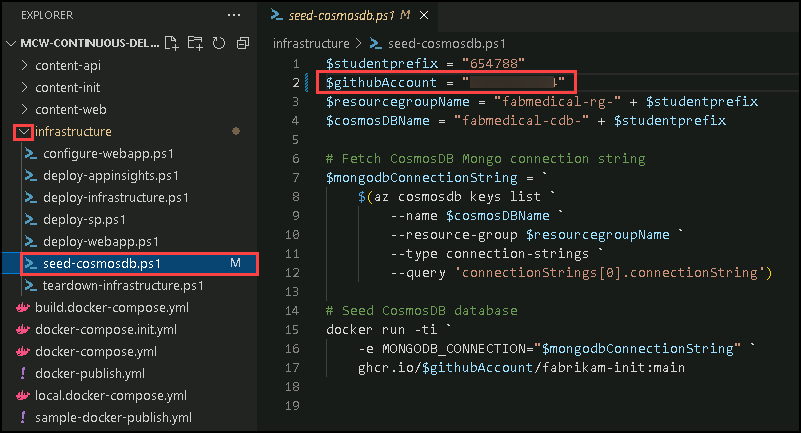 EXPLORER
...
MCW-CONTINUOUS-DEL...
content-api
content-init
content-web
infrastructure
configure-webapp.ps1
deploy-appinsights.ps1
deploy-infrastructure.ps1
deploy-sp.ps1
deploy-webapp.ps1
seed-cosmosdb.ps1 M
teardown-infrastructure.ps1
build.docker-compose.yml
docker-compose.init.yml
docker-compose.yml
docker-publish.yml
local.docker-compose.yml
sample-docker-publish.yml
seed-cosmosdb.ps1 M
infrastructure > seed-cosmosdb.ps1
1 $studentprefix = "654788"
2 $githubAccount = " "
3 $resourcegroupName = "fabmedical-rg-" + $studentprefix
4 $cosmosDBName = "fabmedical-cdb-" + $studentprefix
5
6 # Fetch CosmosDB Mongo connection string
7 $mongodbConnectionString = `
8 $(az cosmosdb keys list `
9 --name $cosmosDBName `
10 --resource-group $resourcegroupName `
11 --type connection-strings `
12 --query 'connectionStrings[0].connectionString')
13
14 # Seed CosmosDB database
15 docker run -ti `
16 -e MONGODB_CONNECTION="$mongodbConnectionString" `
17 ghcr.io/$githubAccount/fabrikam-init:main
18
19